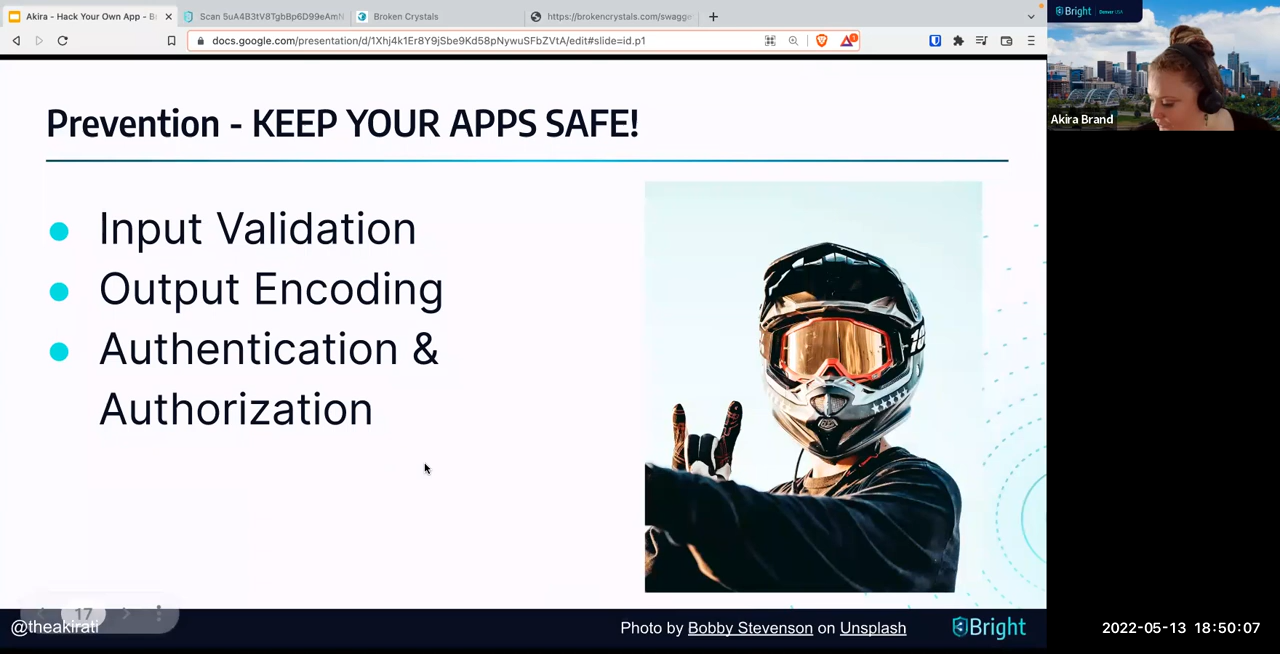 Akira - Hack Your Own App - B
Scan 5uA4B3tV8TgbBp6D99eAmN
Broken Crystals
https://brokencrystals.com/swagge
docs.google.com/presentation/d/1Xhj4k1Er8Y9jSbe9Kd58pNywuSFbZVtA/edit#slide=id.p1
Bright
Akira Brand
Prevention - KEEP YOUR APPS SAFE!
● Input Validation
● Output Encoding
● Authentication &
Authorization
17
@theakirati
Photo by Bobby Stevenson on Unsplash
Bright
2022-05-13 18:50:07